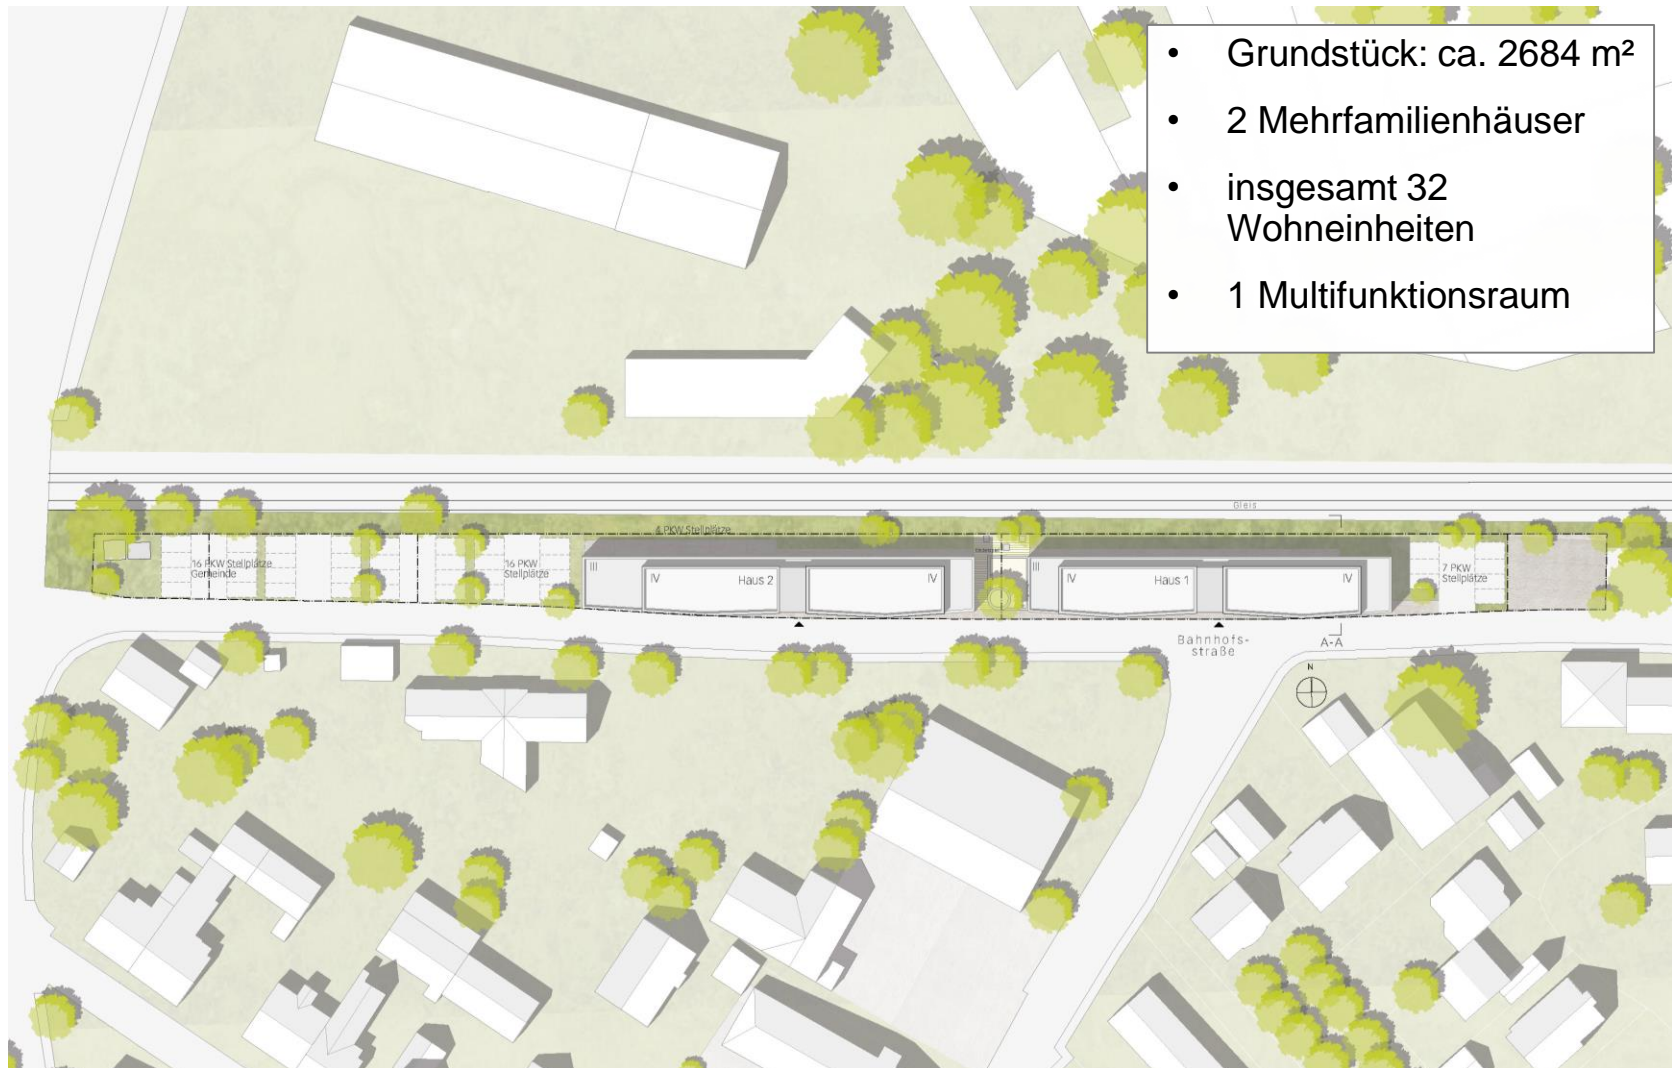 • Grundstück: ca. 2684 m²
• 2 Mehrfamilienhäuser
• insgesamt 32
Wohneinheiten
• 1 Multifunktionsraum
Gleis
4 PKW Stellplätze
16 PKW Stellplätze
Gemeinde
16 PKW
Stellplätze
III
IV
Haus 2
IV
III
IV
Haus 1
IV
7 PKW
Stellplätze
Bahnhofs-
straße
A-A
N